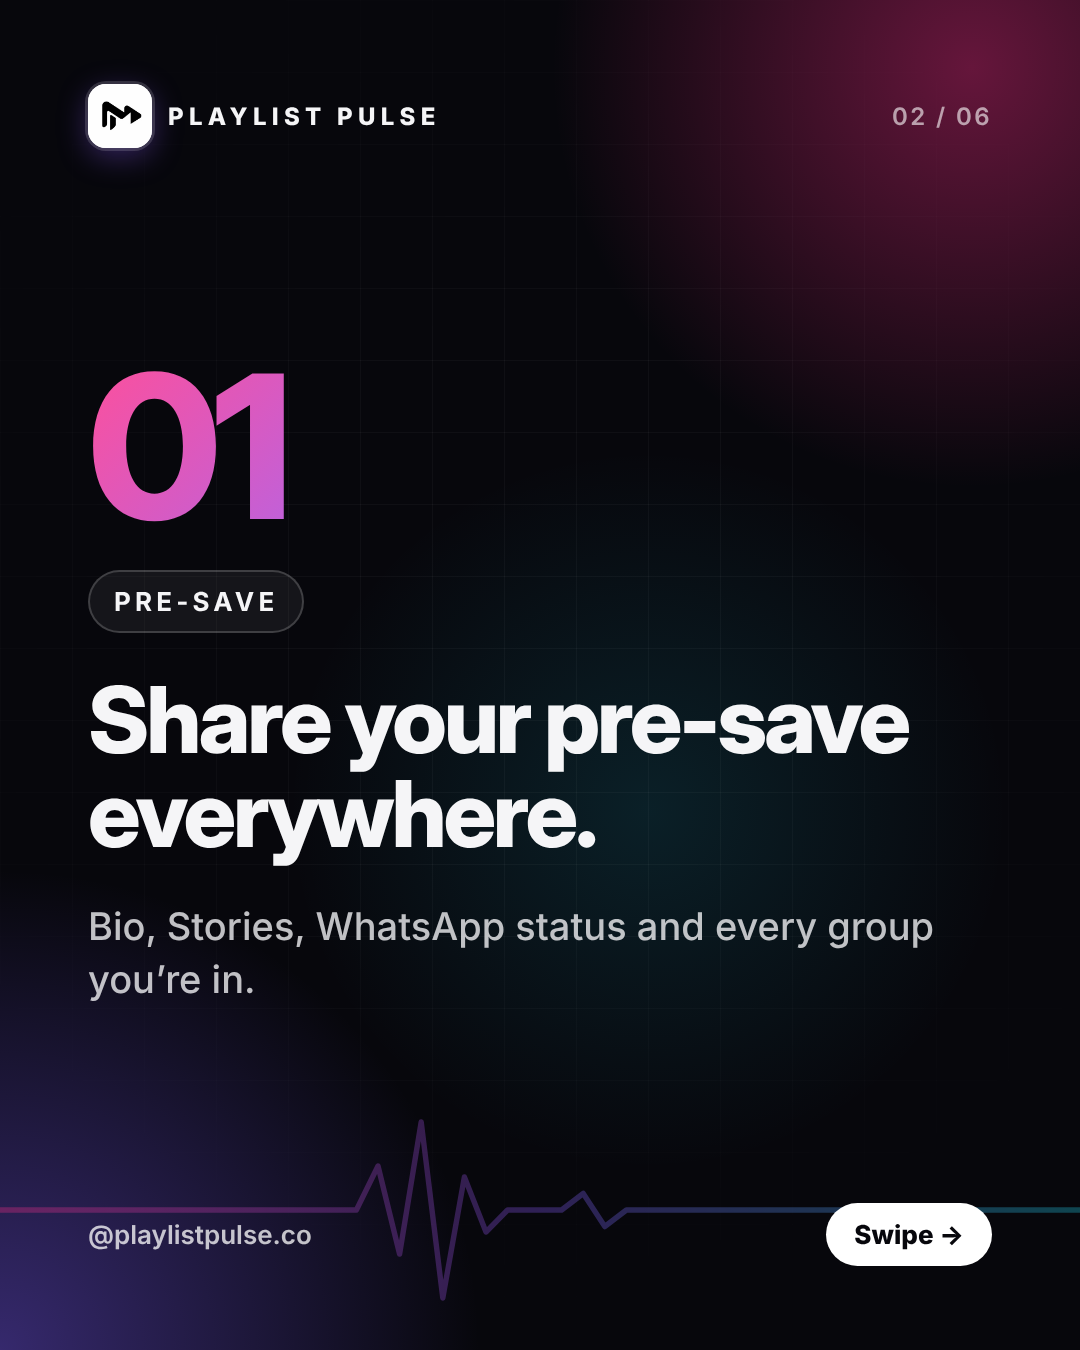 PLAYLIST PULSE
02 / 06
01
PRE-SAVE
Share your pre-save
everywhere.
Bio, Stories, WhatsApp status and every group
you’re in.
@playlistpulse.co
Swipe →